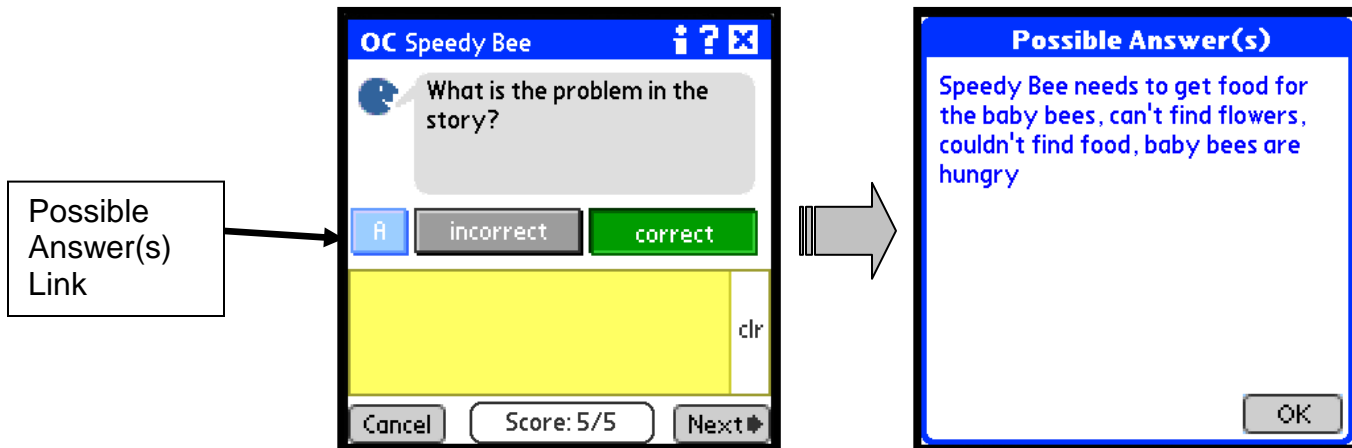 Possible
Answer(s)
Link
OC Speedy Bee
What is the problem in the
story?
A
incorrect
correct
clr
Cancel
Score: 5/5
Next
Possible Answer(s)
Speedy Bee needs to get food for
the baby bees, can't find flowers,
couldn't find food, baby bees are
hungry
OK